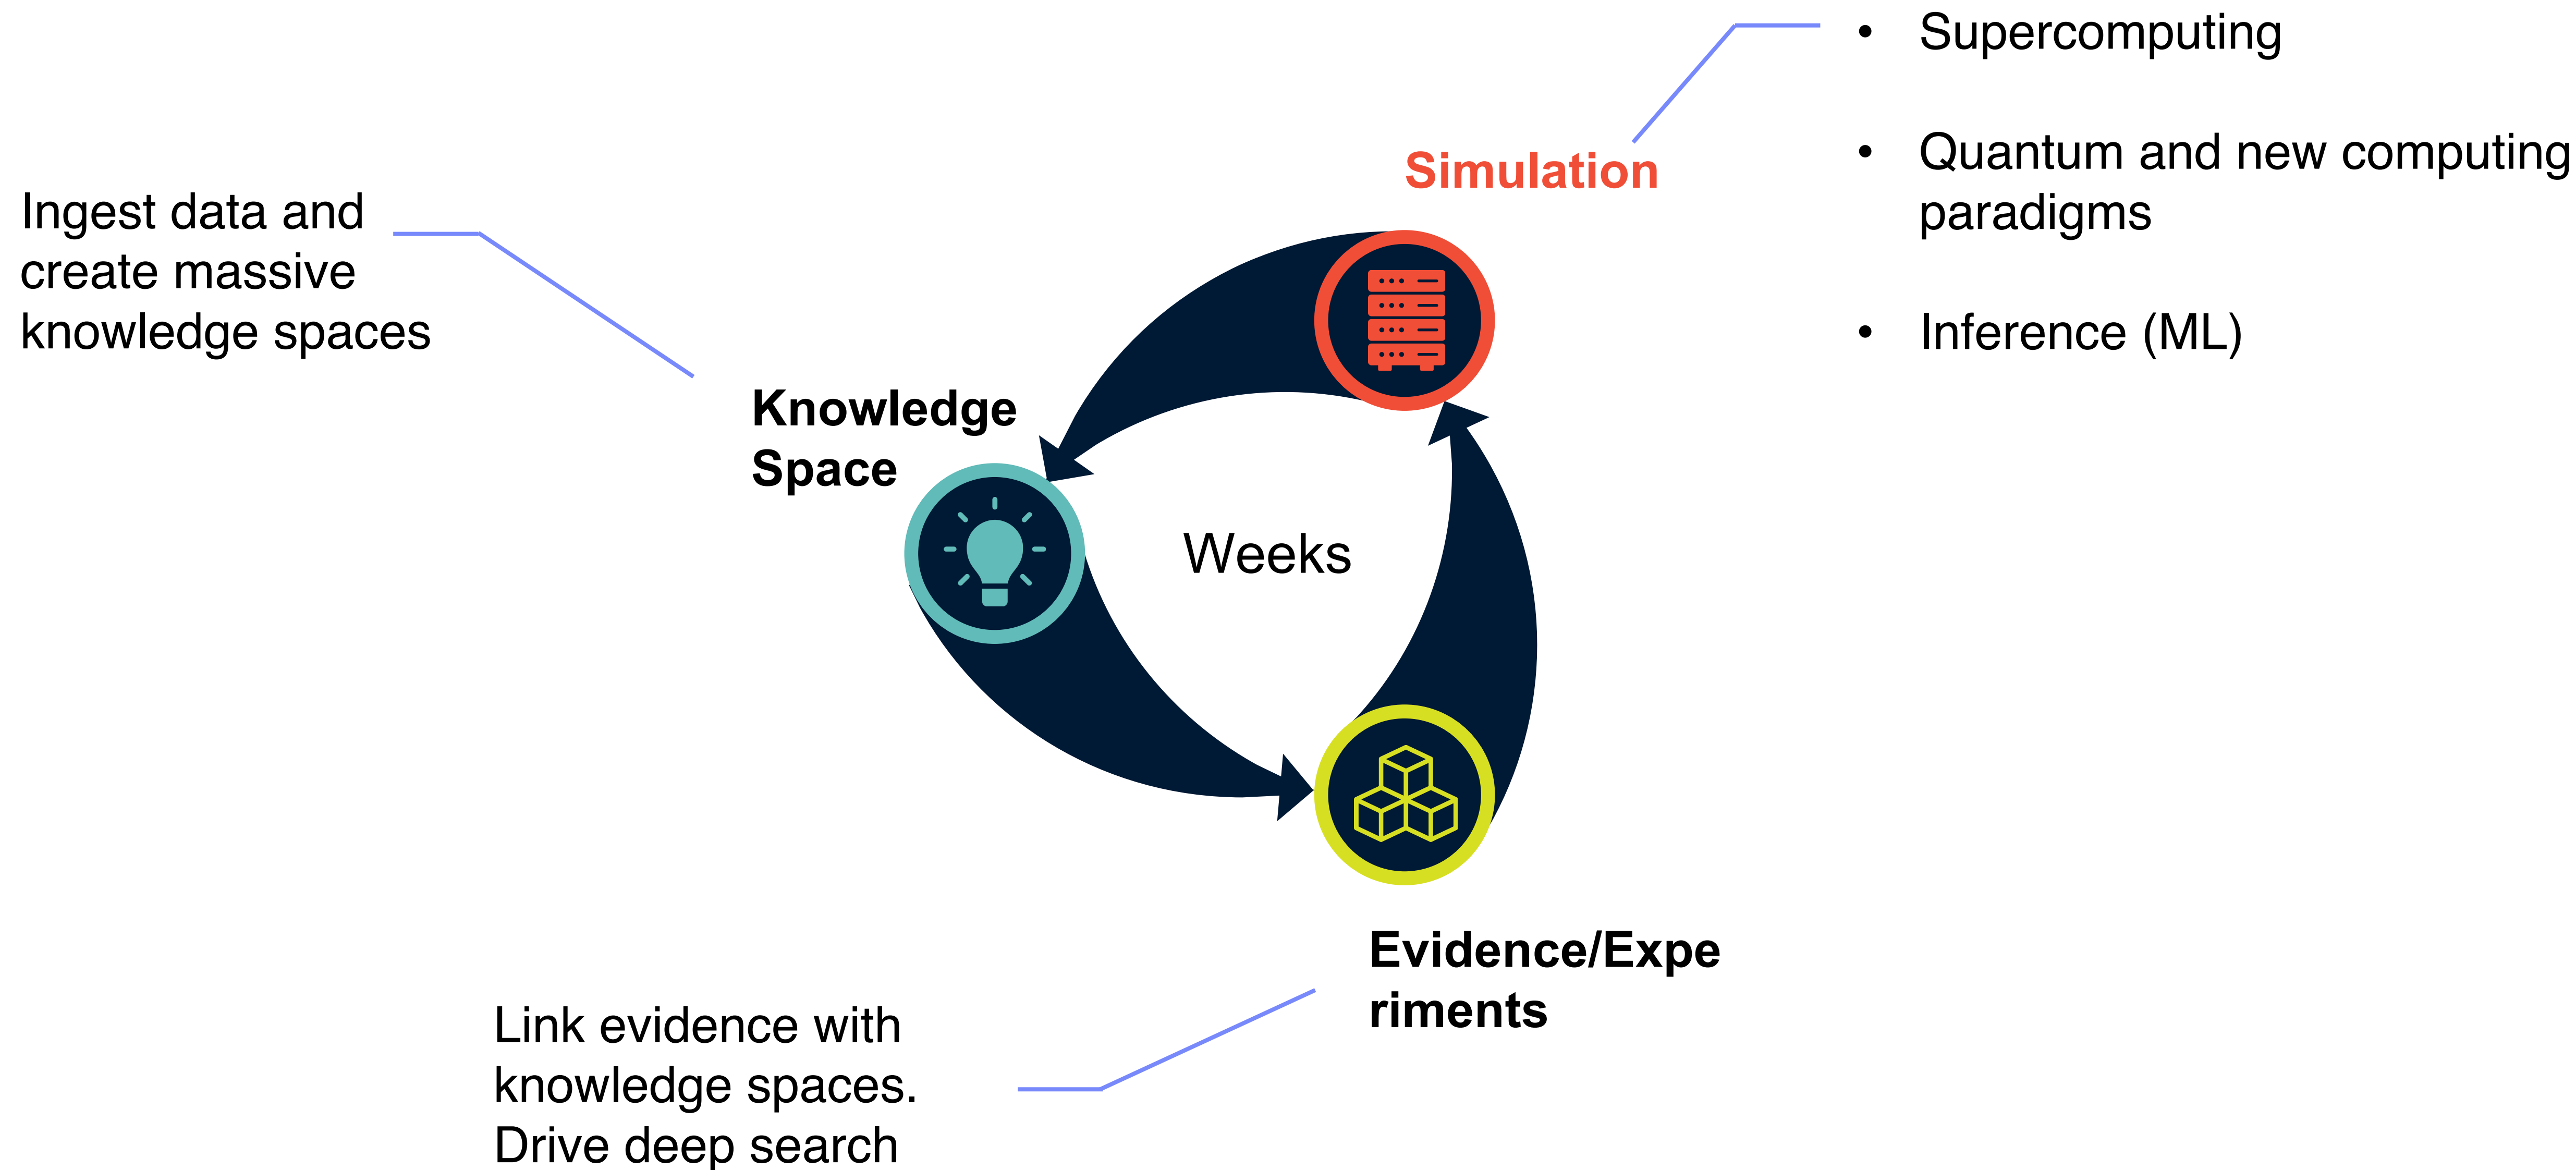 • Supercomputing
• Quantum and new computing
paradigms
• Inference (ML)
Simulation
Ingest data and
create massive
knowledge spaces
Knowledge
Space
Weeks
Evidence/Expe
riments
Link evidence with
knowledge spaces.
Drive deep search